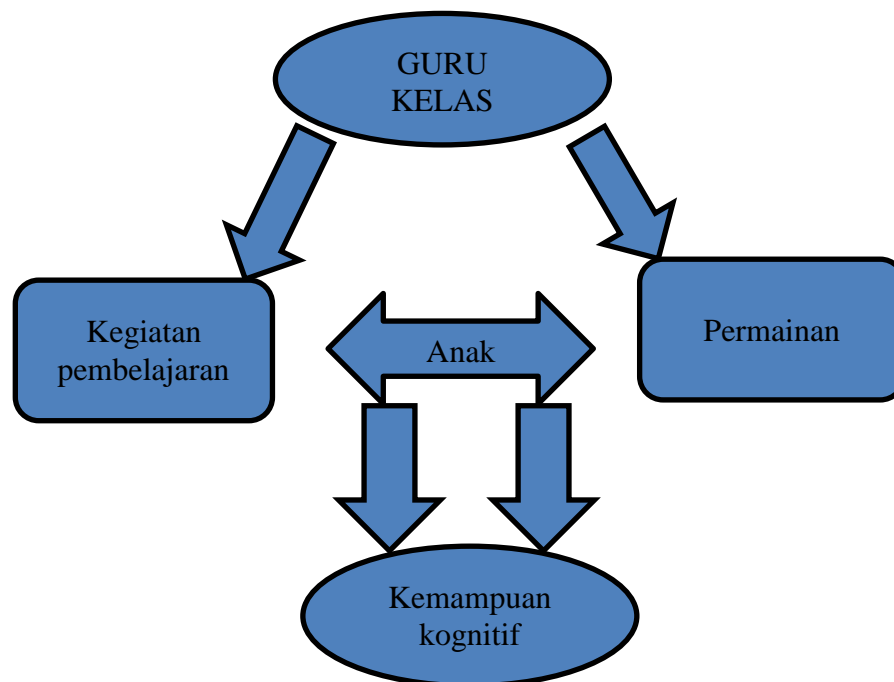 GURU
KELAS
Kegiatan
pembelajaran
Anak
Permainan
Kemampuan
kognitif